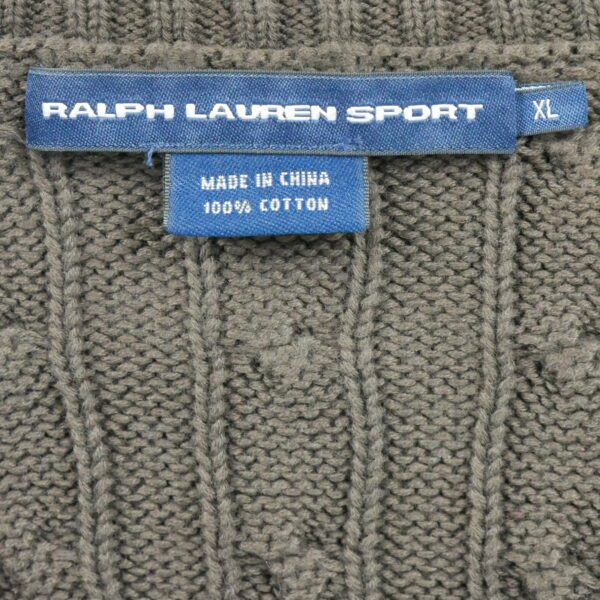 RALPH LAUREN SPORT XL
MADE IN CHINA
100% COTTON